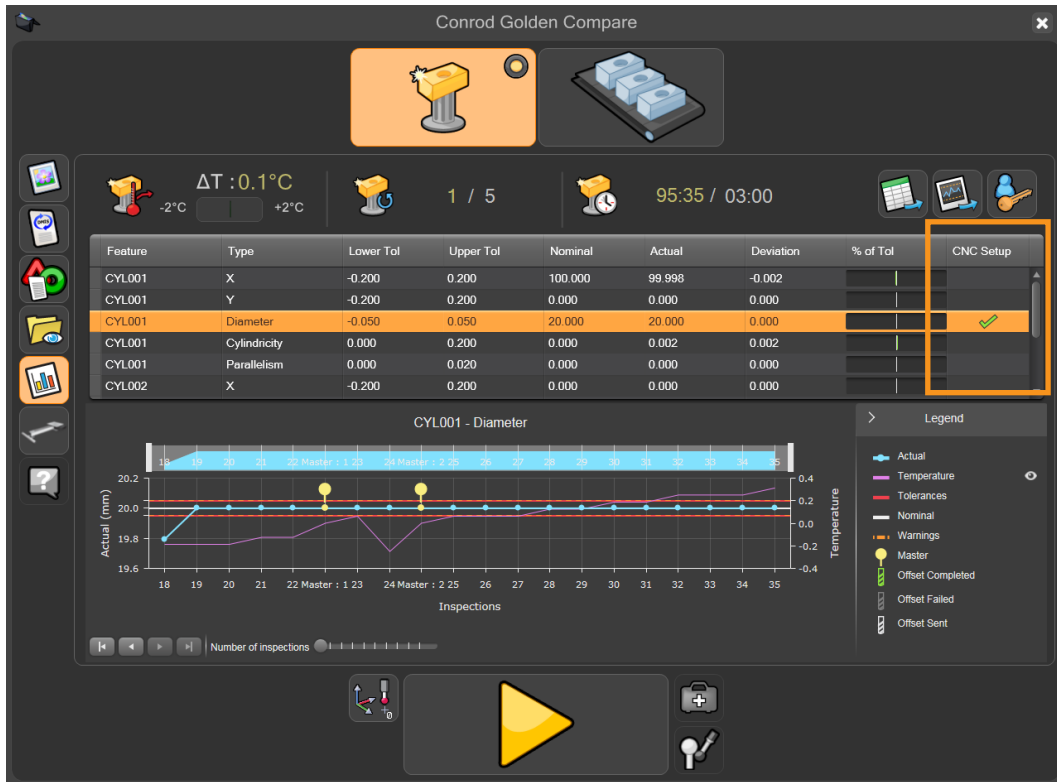 Conrod Golden Compare
ΔT : 0.1°C
-2°C +2°C
1 / 5
95:35 / 03:00
DMIS
Feature Type Lower Tol Upper Tol Nominal Actual Deviation % of Tol CNC Setup
CYL001 X -0.200 0.200 100.000 99.998 -0.002
CYL001 Y -0.200 0.200 0.000 0.000 0.000
CYL001 Diameter -0.050 0.050 20.000 20.000 0.000
CYL001 Cylindricity 0.000 0.200 0.000 0.002 0.002
CYL001 Parallelism 0.000 0.020 0.000 0.000 0.000
CYL002 X -0.200 0.200 0.000 0.000 0.000
CYL001 - Diameter
18 19 20 21 22 Master : 1 23 24 Master : 2 25 26 27 28 29 30 31 32 33 34 35
20.2
20.0
19.8
19.6
Actual (mm)
0.4
0.2
0.0
-0.2
-0.4
Temperature
18 19 20 21 22 Master : 1 23 24 Master : 2 25 26 27 28 29 30 31 32 33 34 35
Inspections
Number of inspections
Legend
Actual
Temperature
Tolerances
Nominal
Warnings
Master
Offset Completed
Offset Failed
Offset Sent
+0